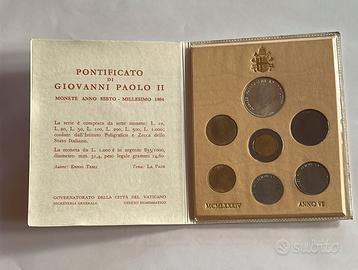 PONTIFICATO DI
GIOVANNI PAOLO II
MONETE ANNO SESTO - MILLESIMO 1984
La serie è composta da sette monete: L. 10,
L. 20, L. 50, L. 100, L. 200, L. 500, L. 1.000;
coniate dall'Istituto Poligrafico e Zecca dello
Stato Italiano.
La moneta da L. 1.000 è in argento 835/1000,
diametro mm. 31,4, peso legale grammi 14,60.
Autore: Tema: La Pace
GOVERNATORATO DELLA CITTÀ DEL VATICANO
SEGRETERIA GENERALE UFFICIO NUMISMATICO
MCMLXXXIV ANNO VI
subito